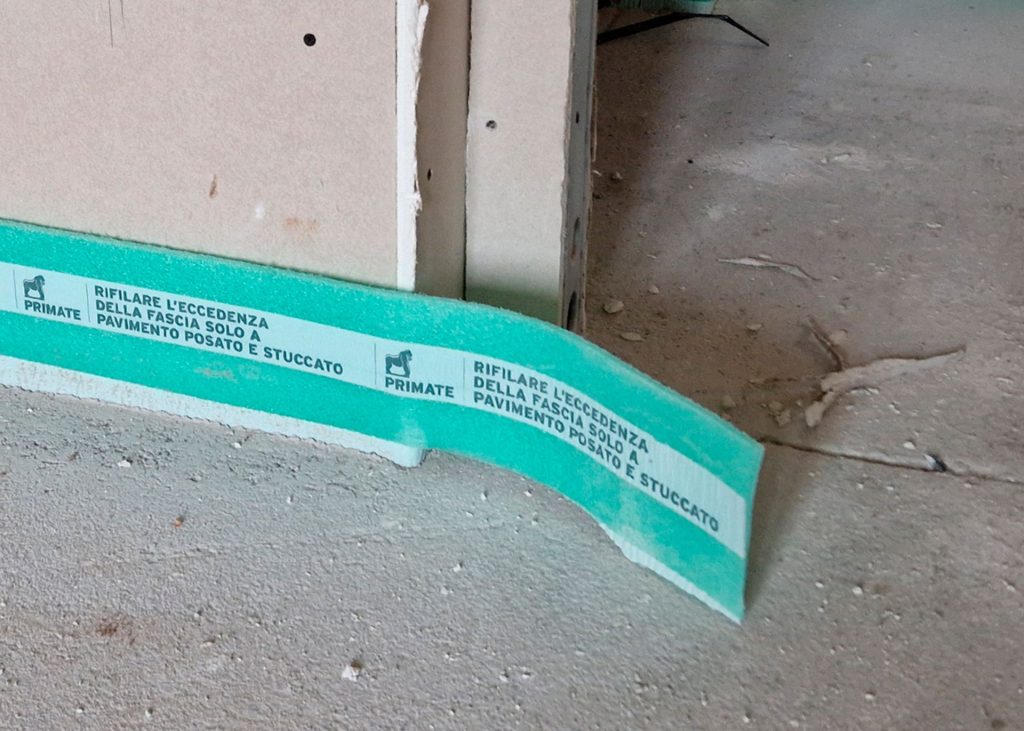 PRIMATE
RIFILARE L'ECCEDENZA
DELLA FASCIA SOLO A
PAVIMENTO POSATO E STUCCATO
PRIMATE
RIFILARE L'ECCEDENZA
DELLA FASCIA SOLO A
PAVIMENTO POSATO E STUCCATO